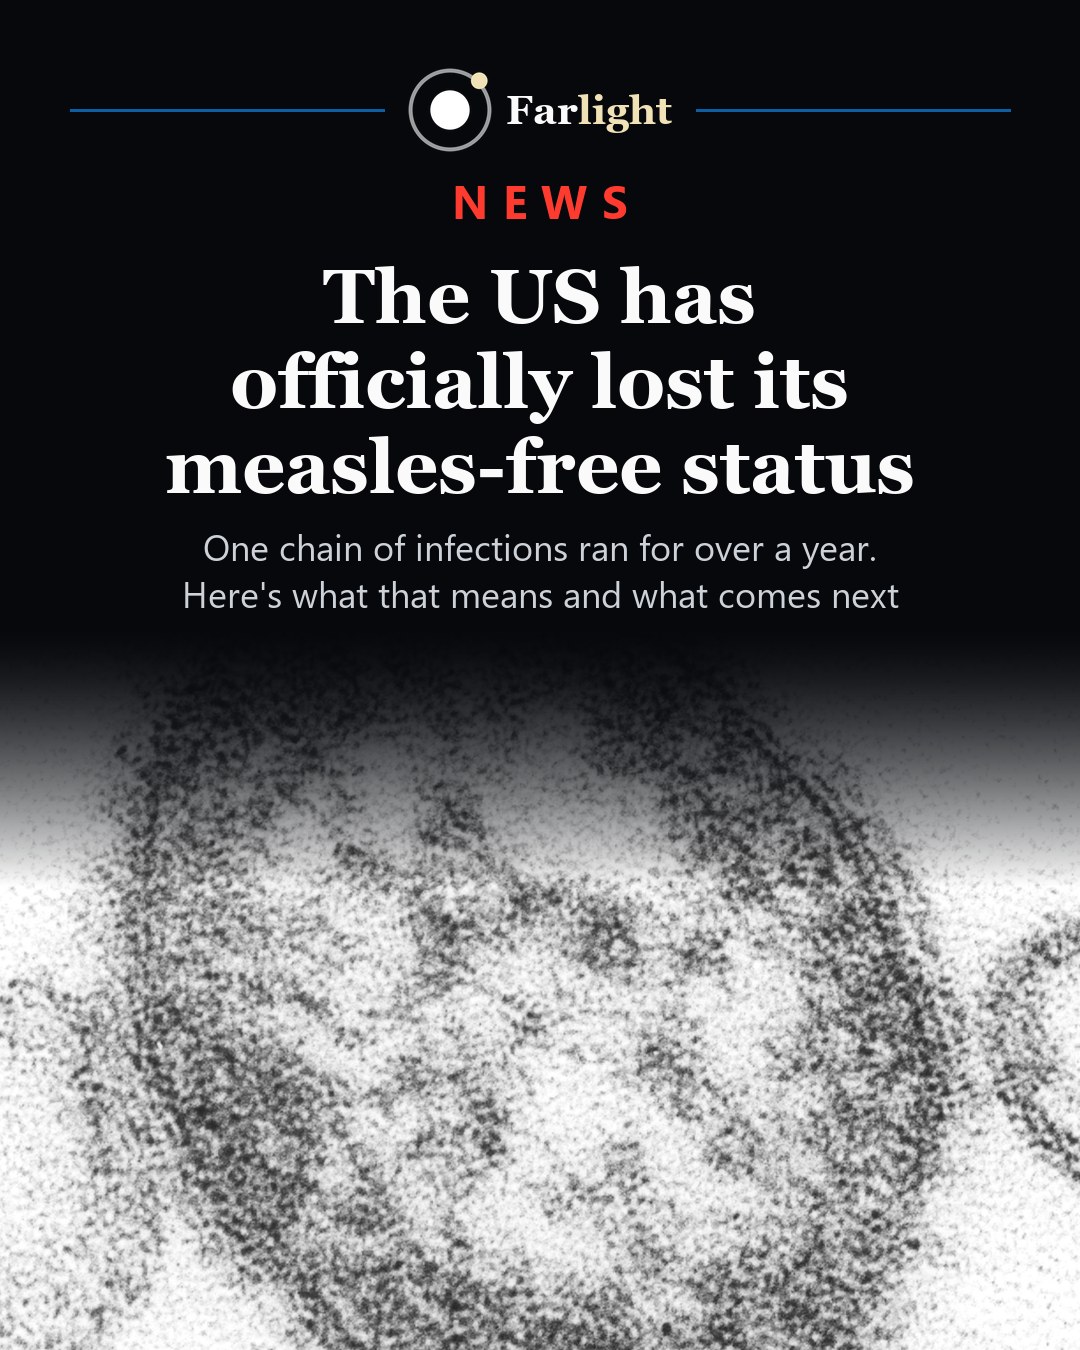 Farlight
NEWS
The US has
officially lost its
measles-free status
One chain of infections ran for over a year.
Here's what that means and what comes next